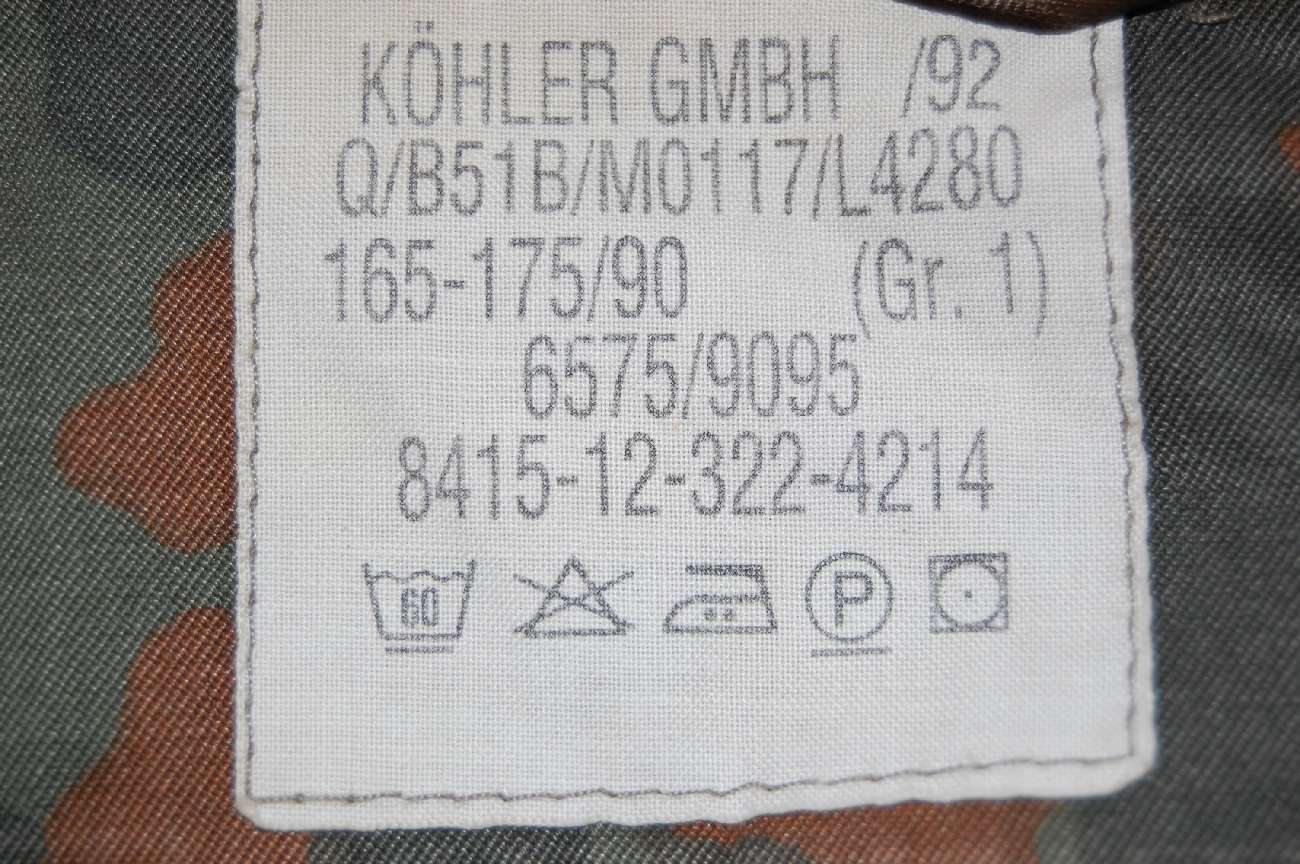 KÖHLER GMBH /92
Q/B51B/M0117/L4280
165-175/90 (Gr. 1)
6575/9095
8415-12-322-4214
60 P